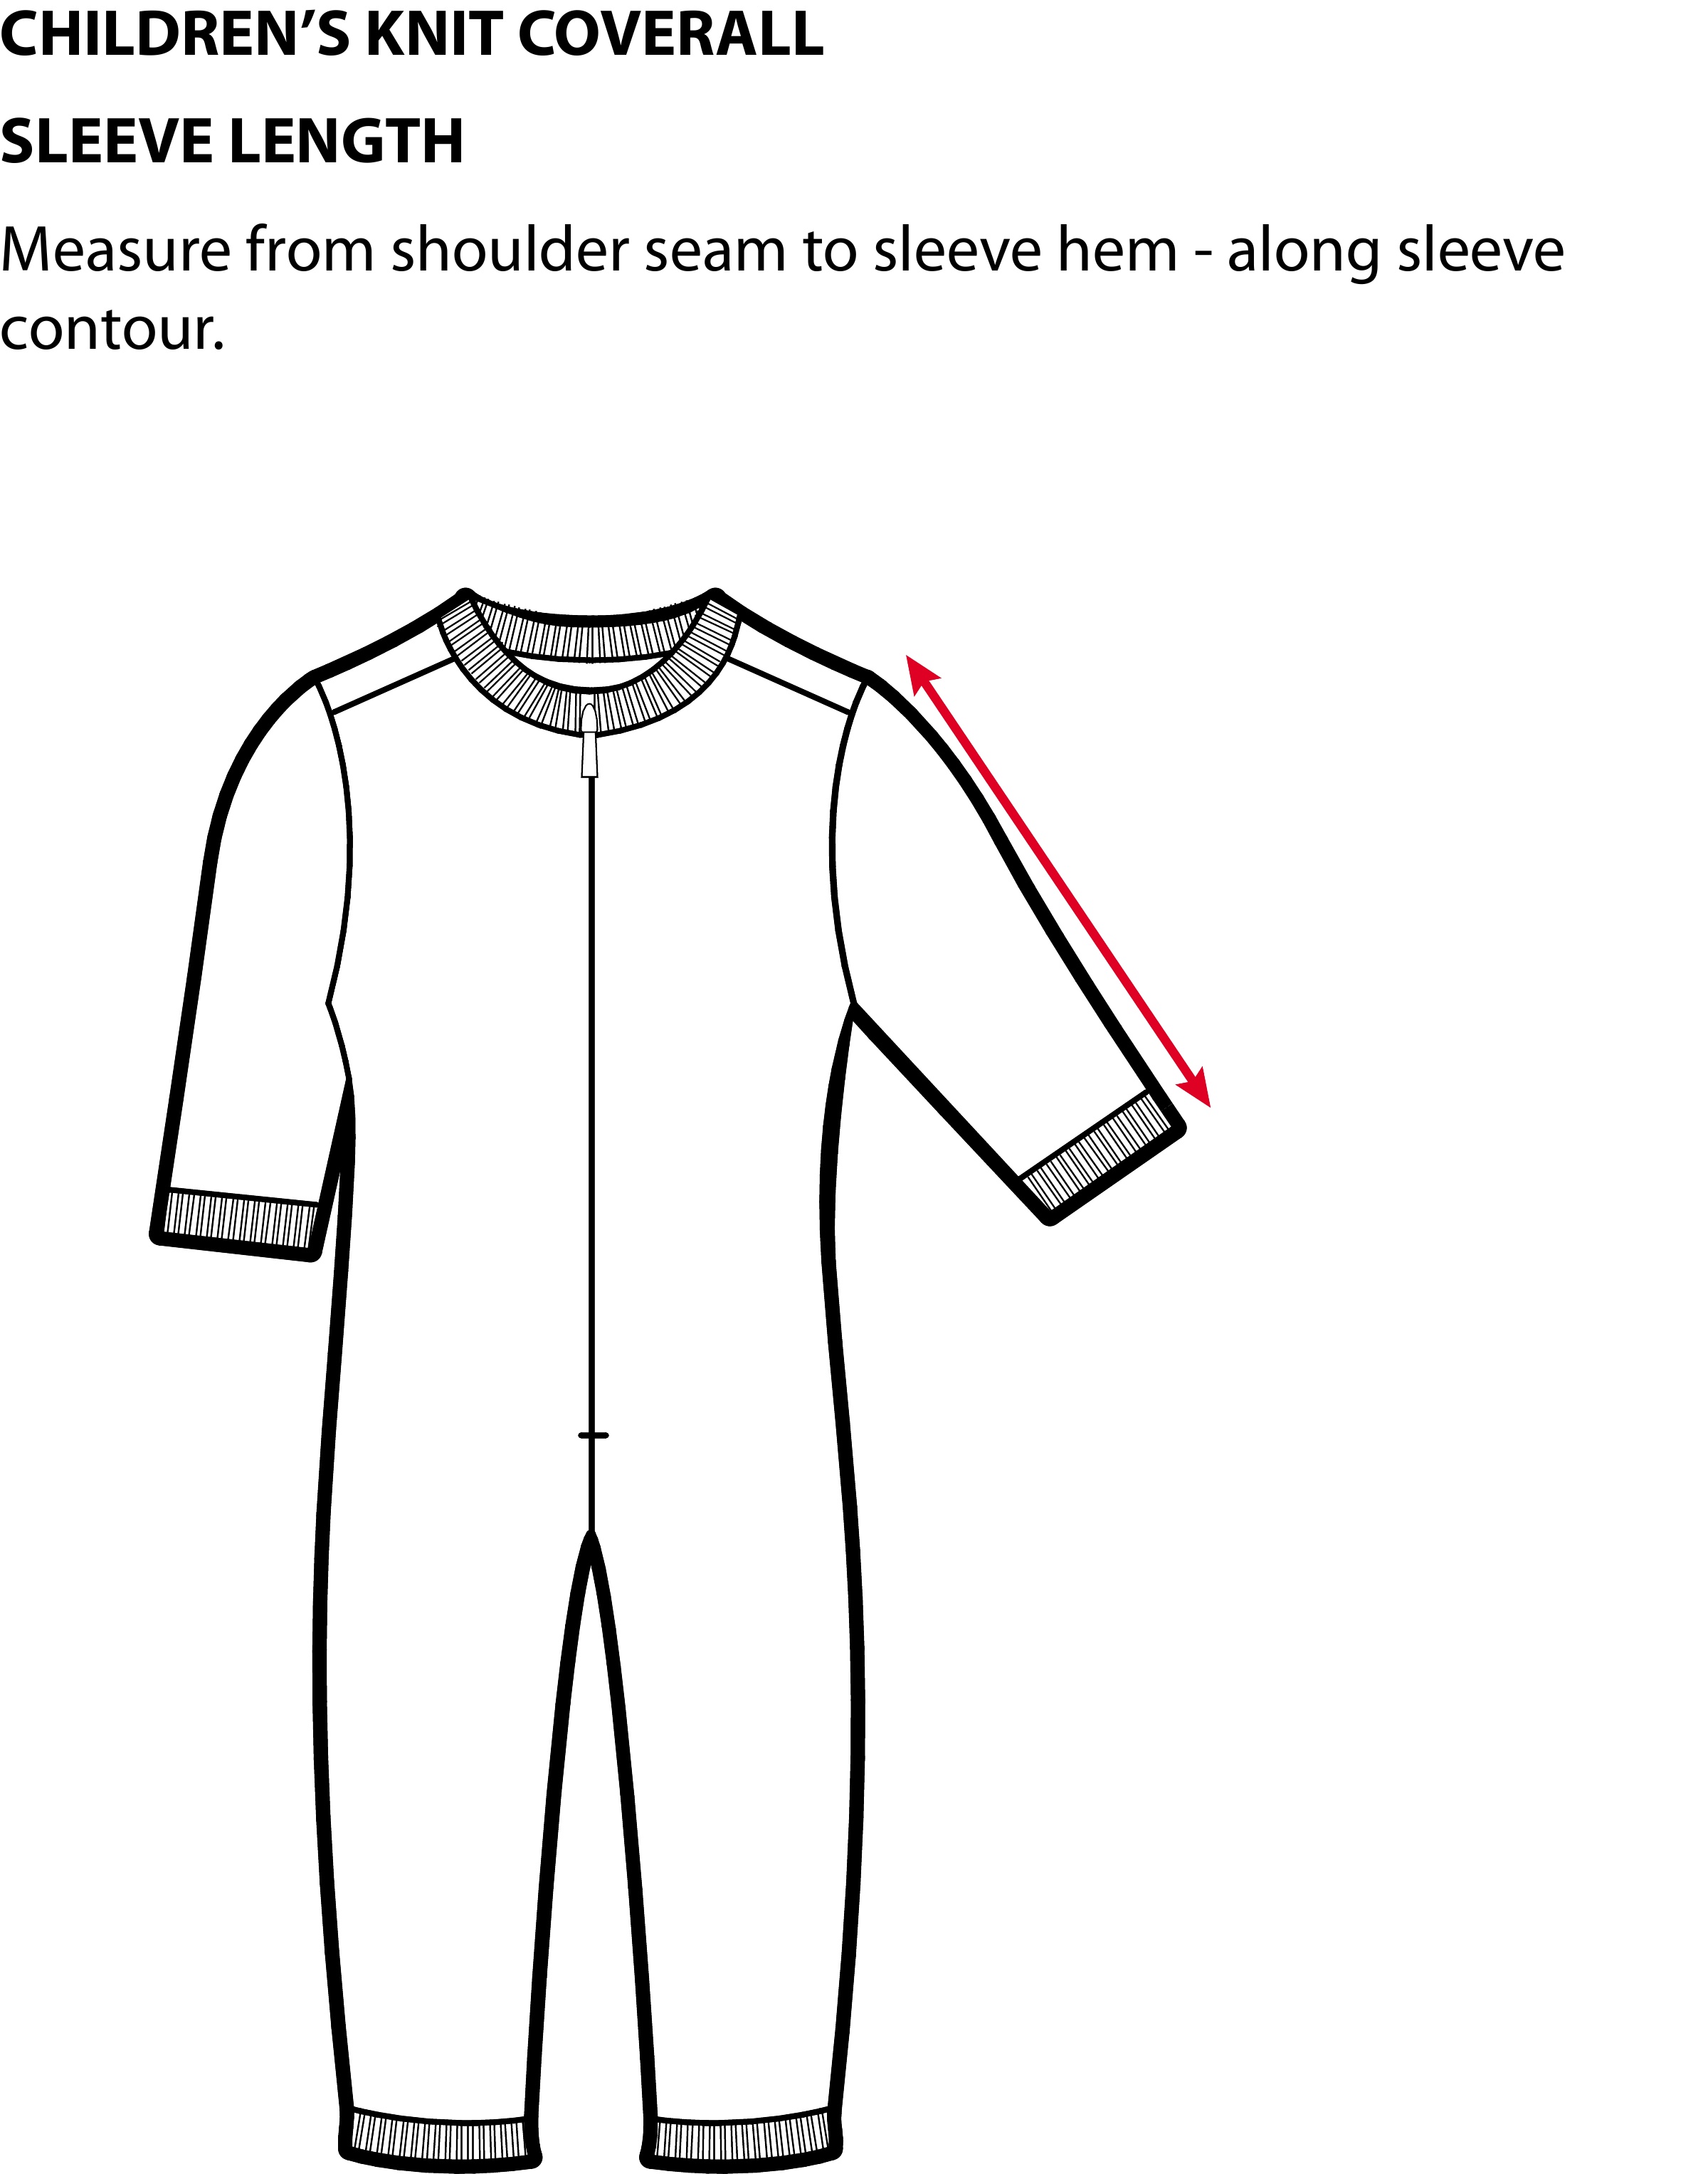 CHILDREN’S KNIT COVERALL
SLEEVE LENGTH
Measure from shoulder seam to sleeve hem - along sleeve
contour.